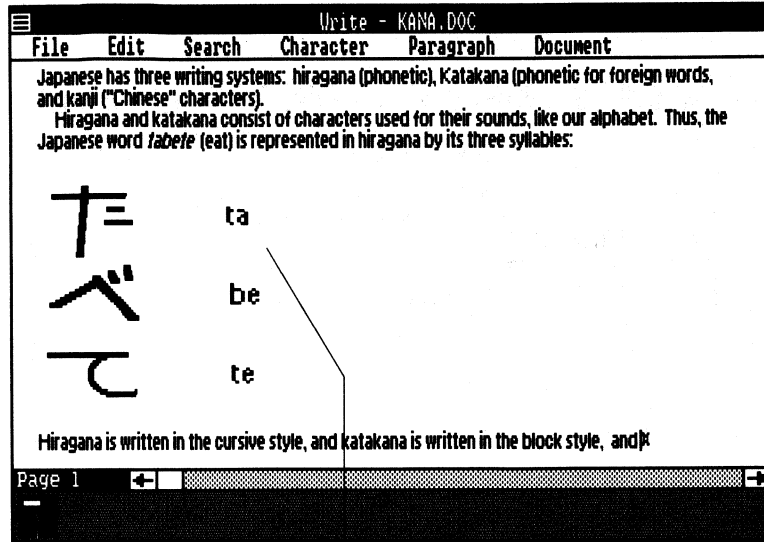 Write - KANA.DOC
File Edit Search Character Paragraph Document
Japanese has three writing systems: hiragana (phonetic), Katakana (phonetic for foreign words,
and kanji ("Chinese" characters).
Hiragana and katakana consist of characters used for their sounds, like our alphabet. Thus, the
Japanese word tabete (eat) is represented in hiragana by its three syllables:
た ta
べ be
て te
Hiragana is written in the cursive style, and katakana is written in the block style, and
Page 1